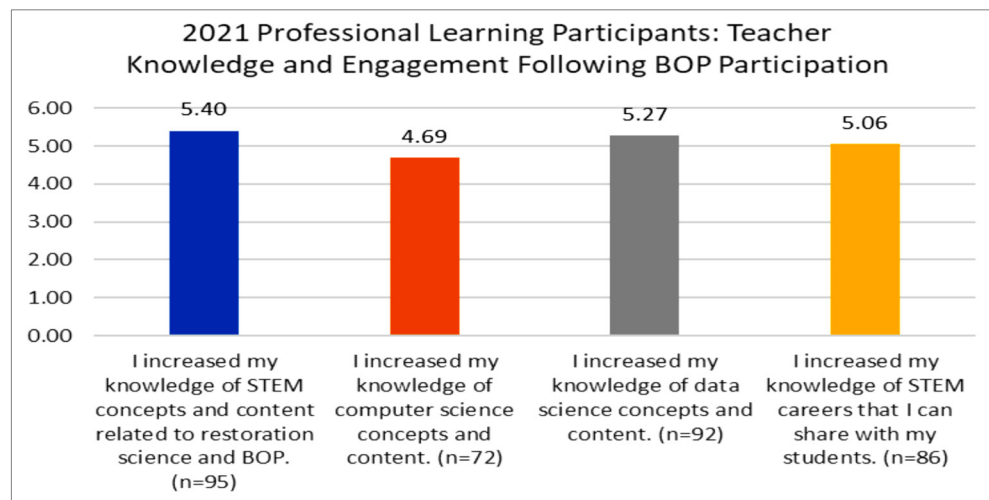 2021 Professional Learning Participants: Teacher
Knowledge and Engagement Following BOP Participation
6.00
5.00
4.00
3.00
2.00
1.00
0.00
5.40
4.69
5.27
5.06
I increased my
knowledge of STEM
concepts and content
related to restoration
science and BOP.
(n=95)
I increased my
knowledge of
computer science
concepts and
content. (n=72)
I increased my
knowledge of data
science concepts and
content. (n=92)
I increased my
knowledge of STEM
careers that I can
share with my
students. (n=86)